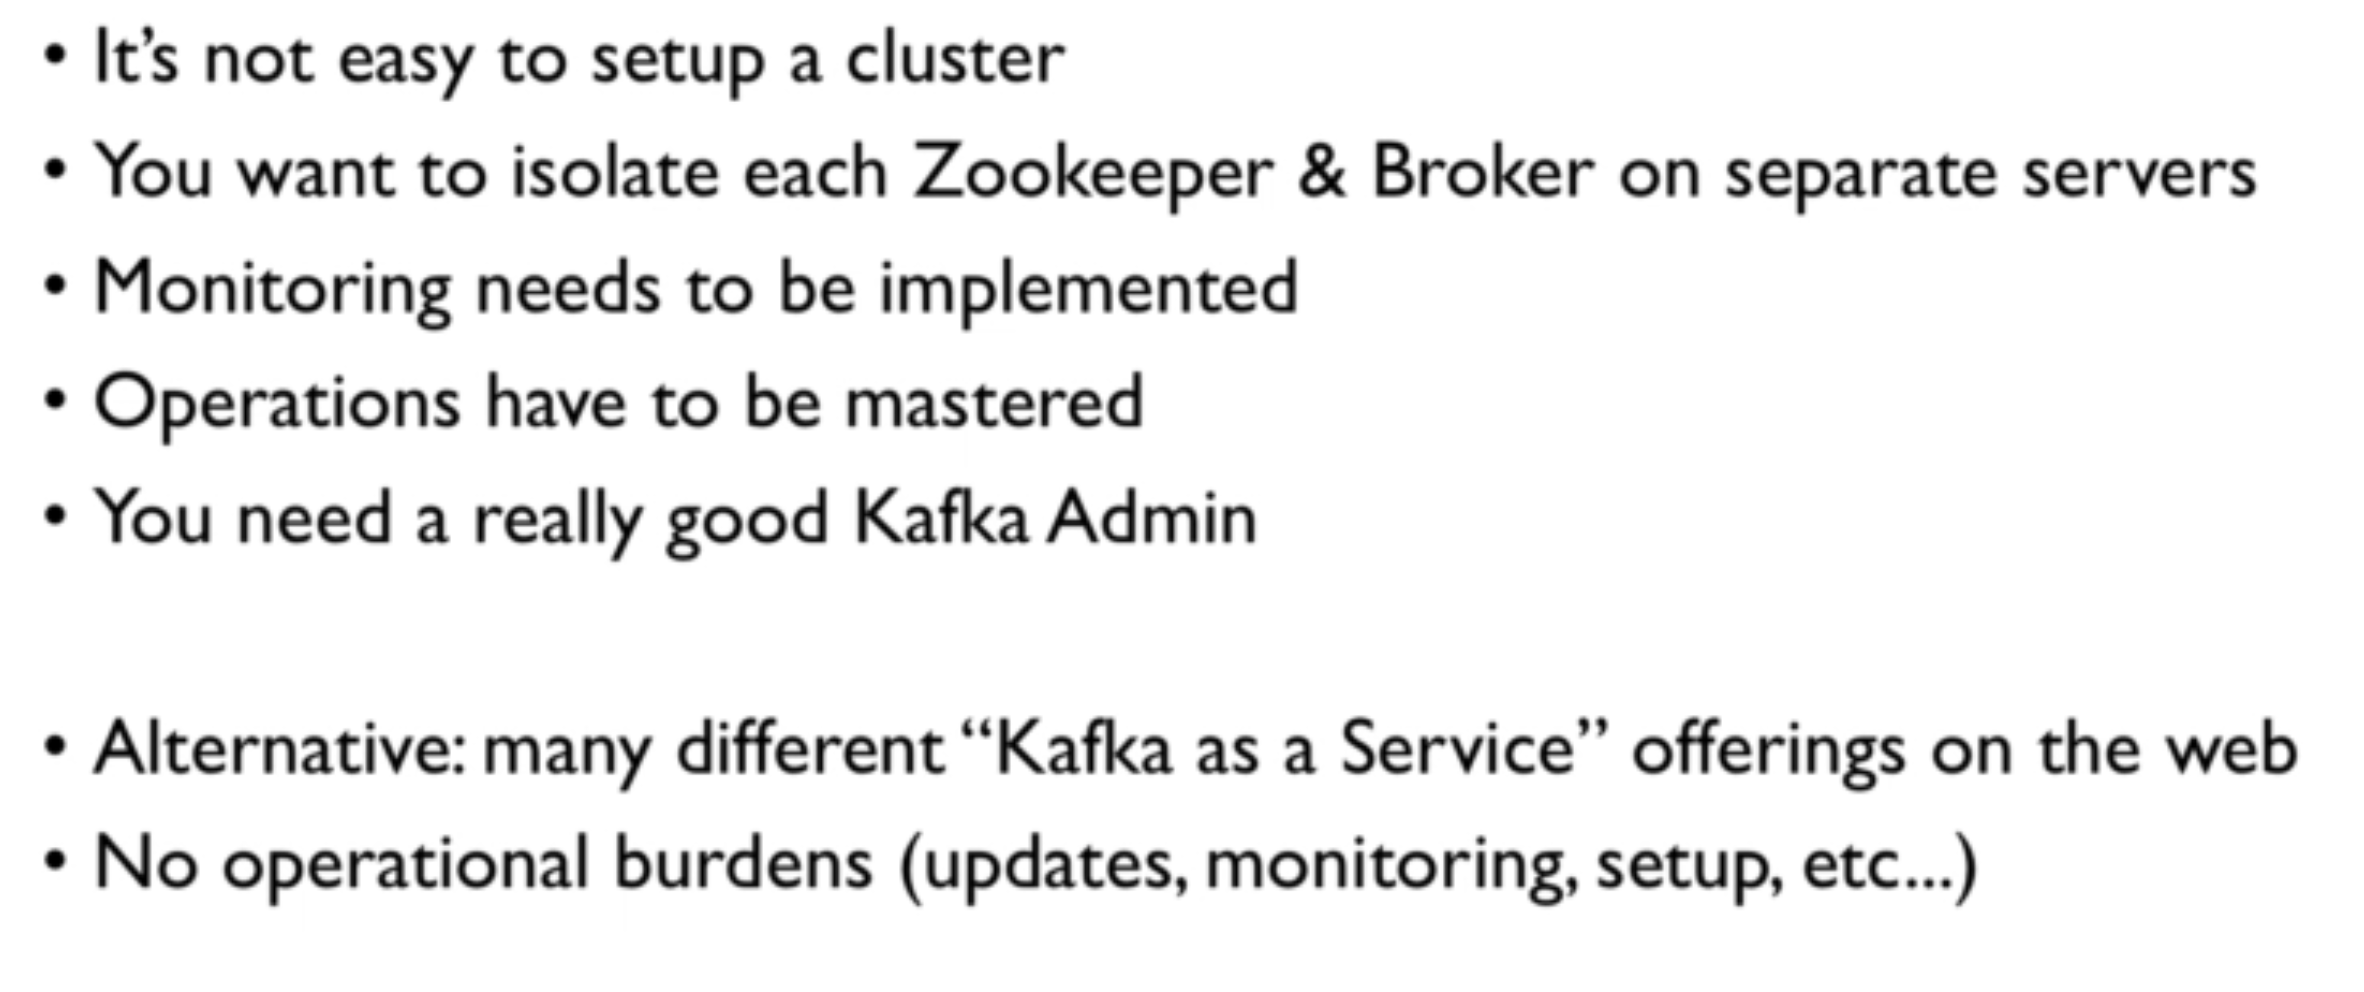 • It’s not easy to setup a cluster
• You want to isolate each Zookeeper & Broker on separate servers
• Monitoring needs to be implemented
• Operations have to be mastered
• You need a really good Kafka Admin
• Alternative: many different “Kafka as a Service” offerings on the web
• No operational burdens (updates, monitoring, setup, etc...)